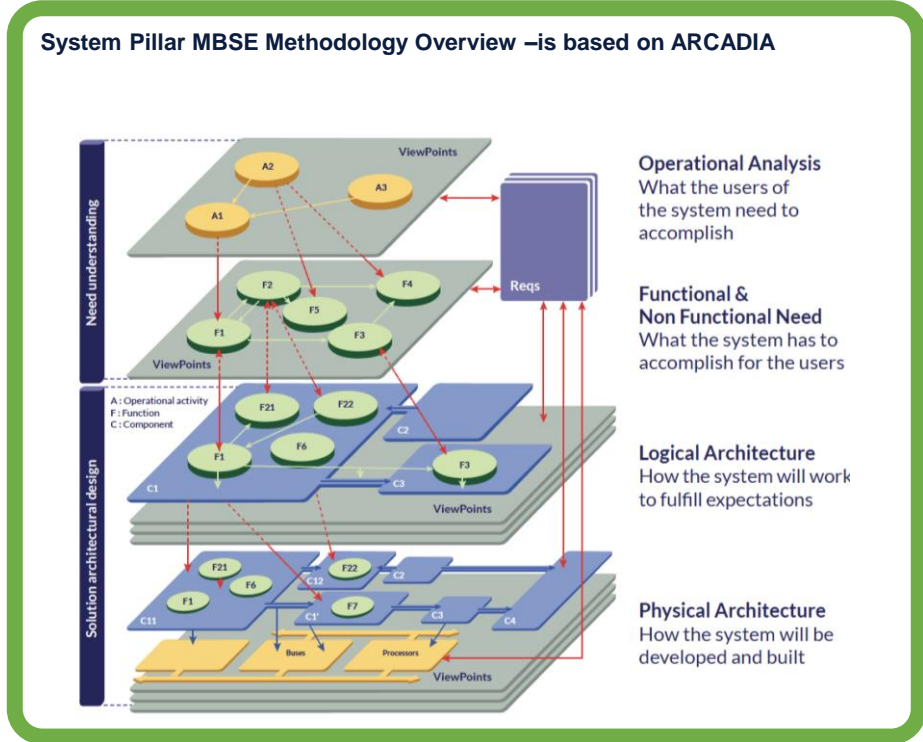 System Pillar MBSE Methodology Overview –is based on ARCADIA
Need understanding
ViewPoints
A2
A3
A1
Reqs
F2
F4
F5
F1
F3
ViewPoints
Operational Analysis
What the users of
the system need to
accomplish
Functional &
Non Functional Need
What the system has to
accomplish for the users
Solution architectural design
A : Operational activity
F : Function
C : Component
F21
F22
C2
F1
F6
F3
C1
C3
ViewPoints
Logical Architecture
How the system will work
to fulfill expectations
F21
F22
C2
C12
F6
F1
F7
C3
C4
C11
C1'
Buses
Processors
ViewPoints
Physical Architecture
How the system will be
developed and built